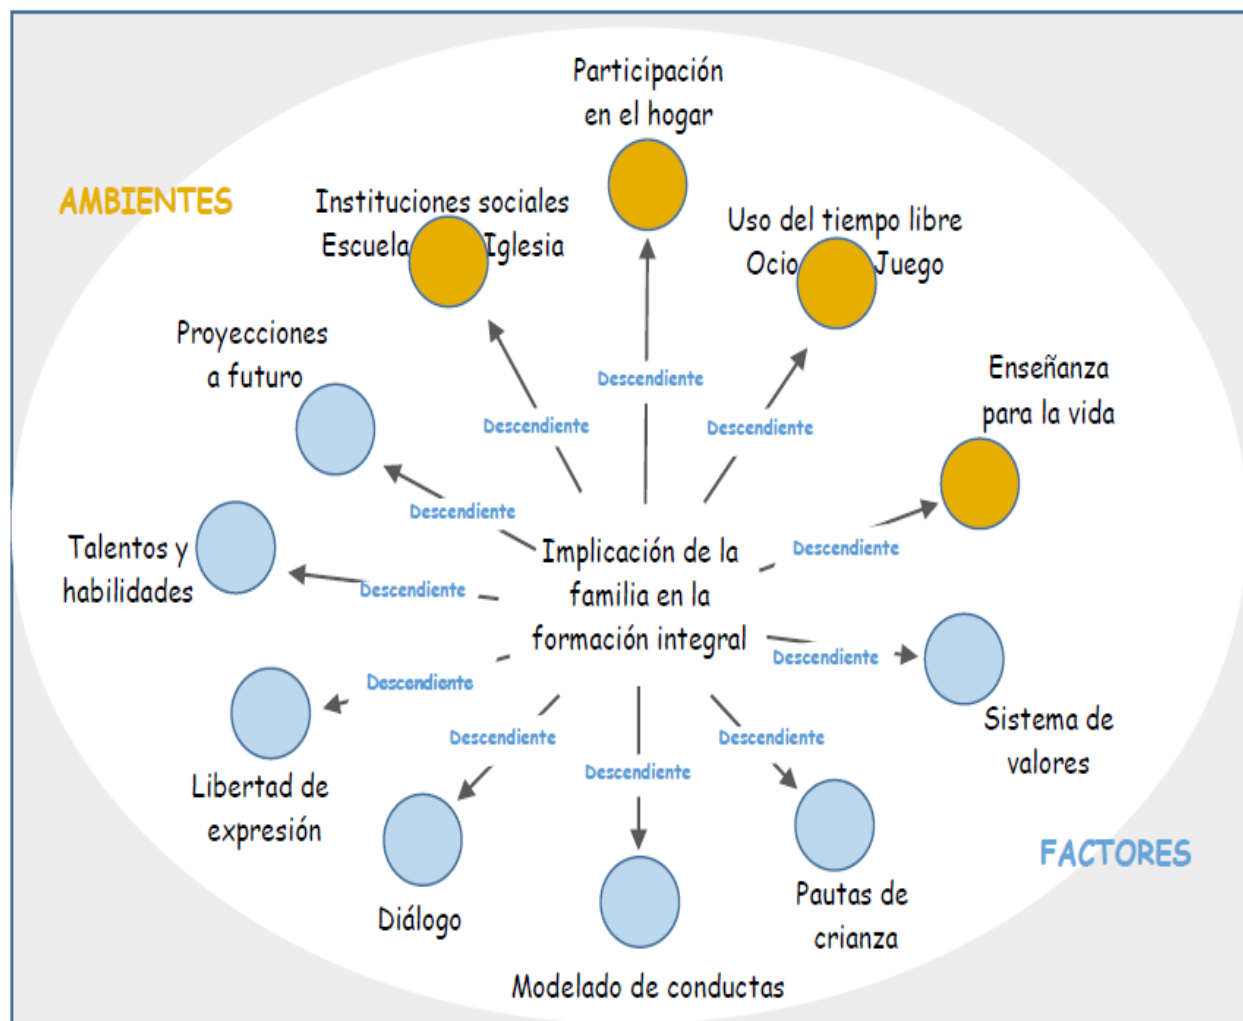 Participación
en el hogar
AMBIENTES
Instituciones sociales
Escuela Iglesia
Uso del tiempo libre
Ocio Juego
Proyecciones
a futuro
Enseñanza
para la vida
Descendiente
Descendiente
Descendiente
Descendiente
Descendiente
Talentos y
habilidades
Descendiente
Implicación de la
familia en la
formación integral
Descendiente
Descendiente
Descendiente
Descendiente
Descendiente
Sistema de
valores
Libertad de
expresión
Diálogo
FACTORES
Pautas de
crianza
Modelado de conductas